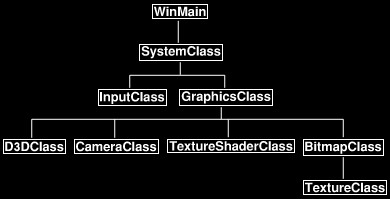 WinMain
SystemClass
InputClass
GraphicsClass
D3DClass
CameraClass
TextureShaderClass
BitmapClass
TextureClass